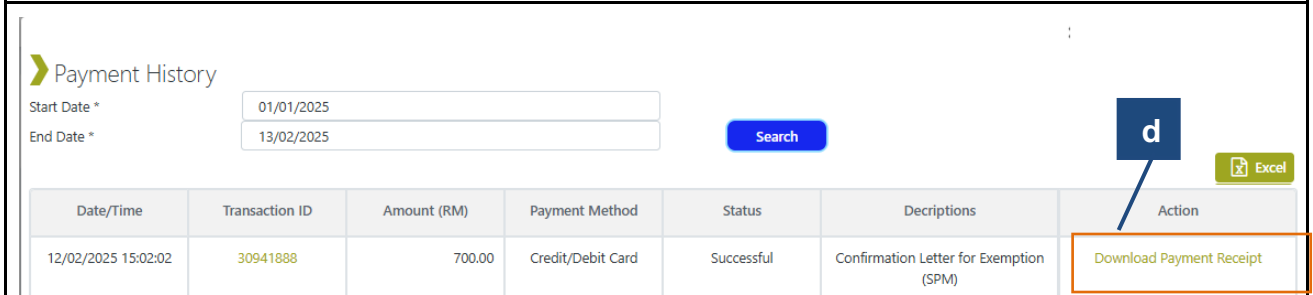 Payment History
Start Date *
01/01/2025
End Date *
13/02/2025
Search
d
Excel
Date/Time Transaction ID Amount (RM) Payment Method Status Decriptions Action
12/02/2025 15:02:02 30941888 700.00 Credit/Debit Card Successful Confirmation Letter for Exemption Download Payment Receipt
(SPM)